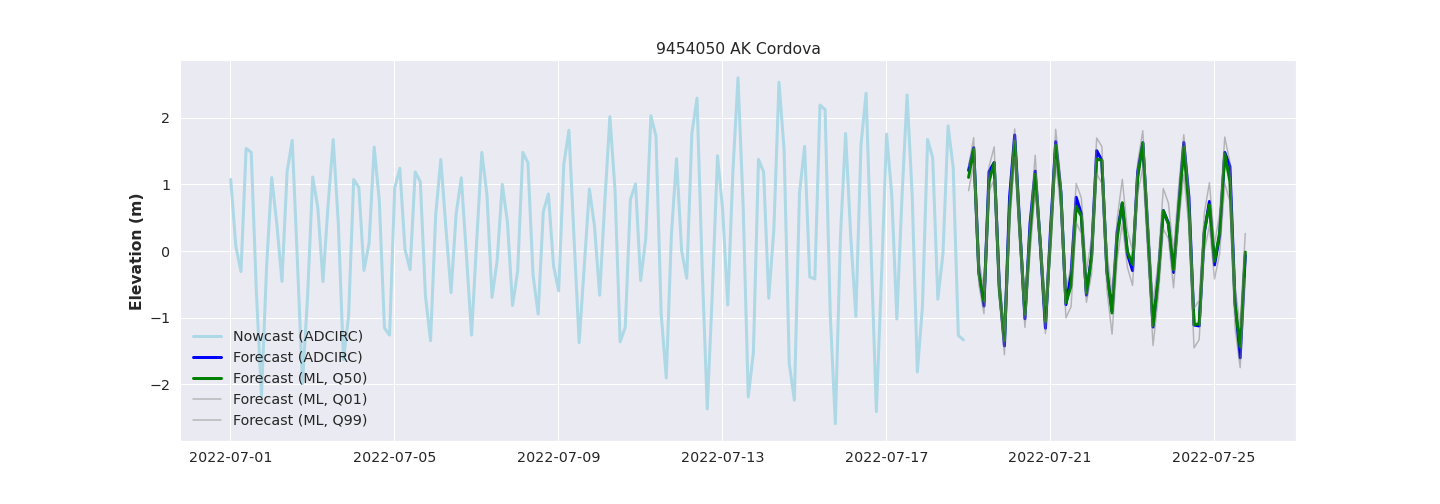 9454050 AK Cordova
Elevation (m)
2
1
0
−1
−2
Nowcast (ADCIRC)
Forecast (ADCIRC)
Forecast (ML, Q50)
Forecast (ML, Q01)
Forecast (ML, Q99)
2022-07-01 2022-07-05 2022-07-09 2022-07-13 2022-07-17 2022-07-21 2022-07-25